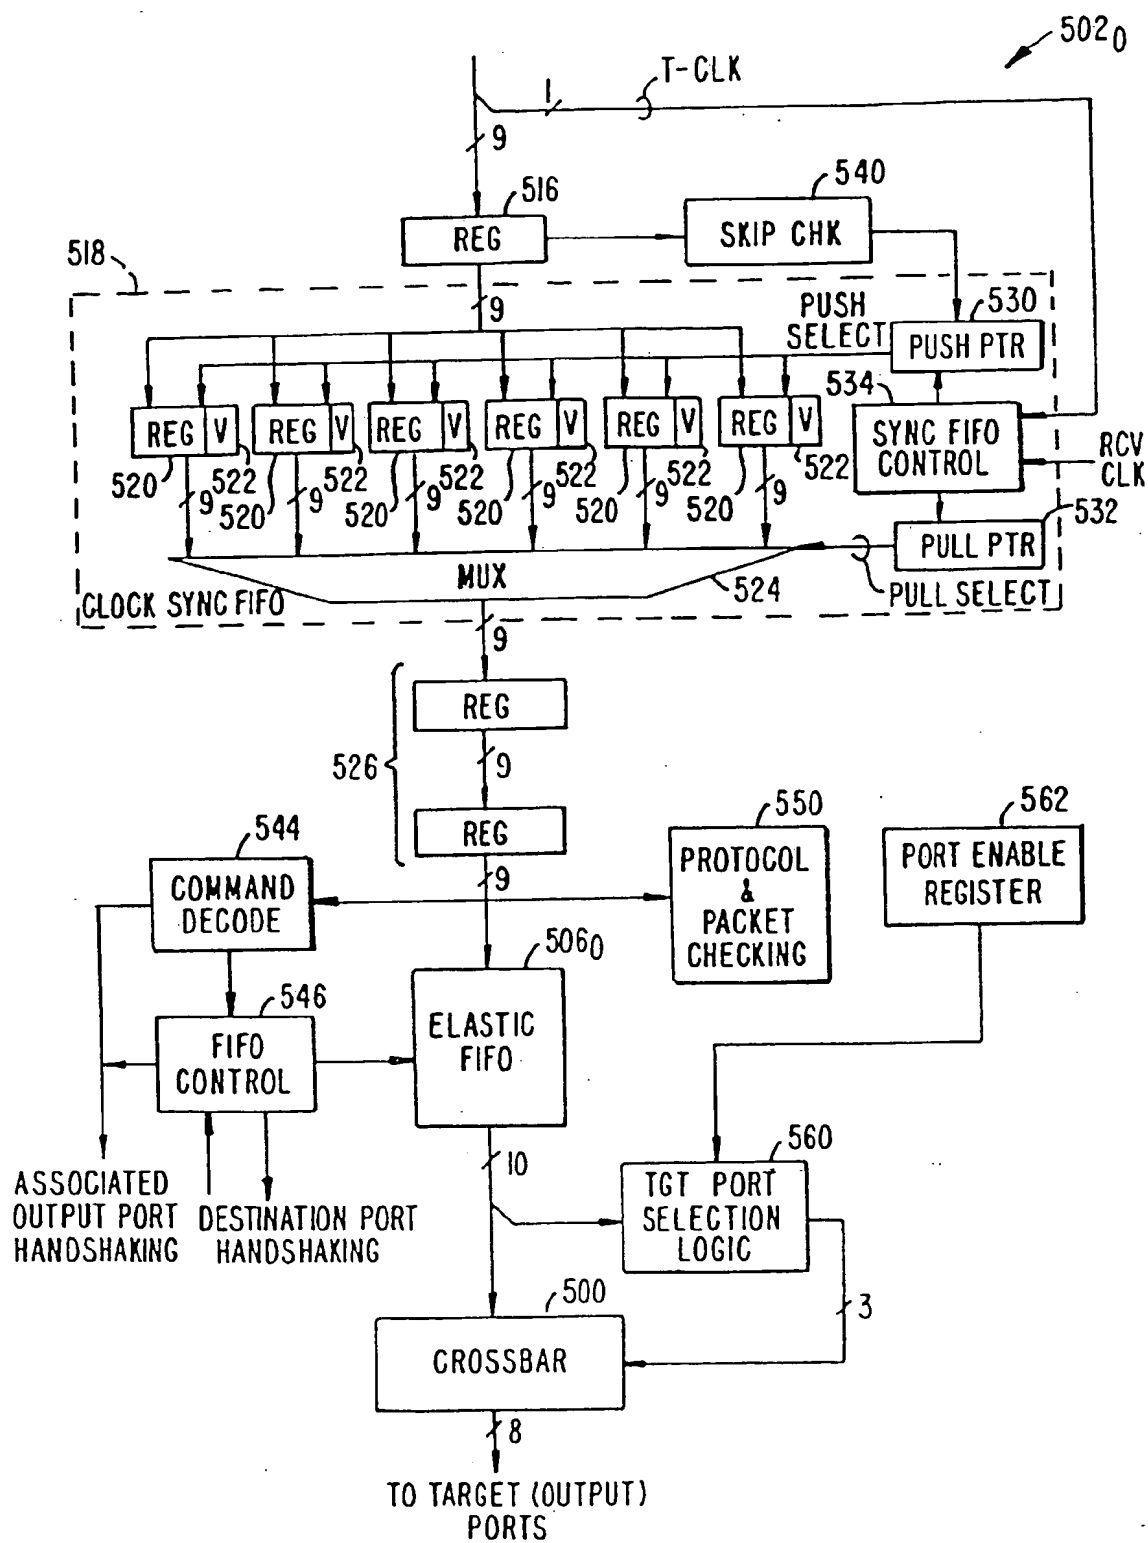 502₀
T-CLK
1
9
516
540
REG
SKIP CHK
518
9
PUSH
SELECT
530
PUSH PTR
534
REG V REG V REG V REG V REG V REG V
SYNC FIFO
CONTROL
RCV
CLK
520 522 520 522 520 522 520 522 520 522 522
9 9 9 9 9 9
532
PULL PTR
MUX
524
PULL SELECT
CLOCK SYNC FIFO
9
REG
526
9
REG
9
544
COMMAND
DECODE
550
PROTOCOL
&
PACKET
CHECKING
562
PORT ENABLE
REGISTER
506₀
ELASTIC
FIFO
546
FIFO
CONTROL
10
560
TGT PORT
SELECTION
LOGIC
ASSOCIATED
OUTPUT PORT
HANDSHAKING
DESTINATION PORT
HANDSHAKING
500
3
CROSSBAR
8
TO TARGET (OUTPUT)
PORTS